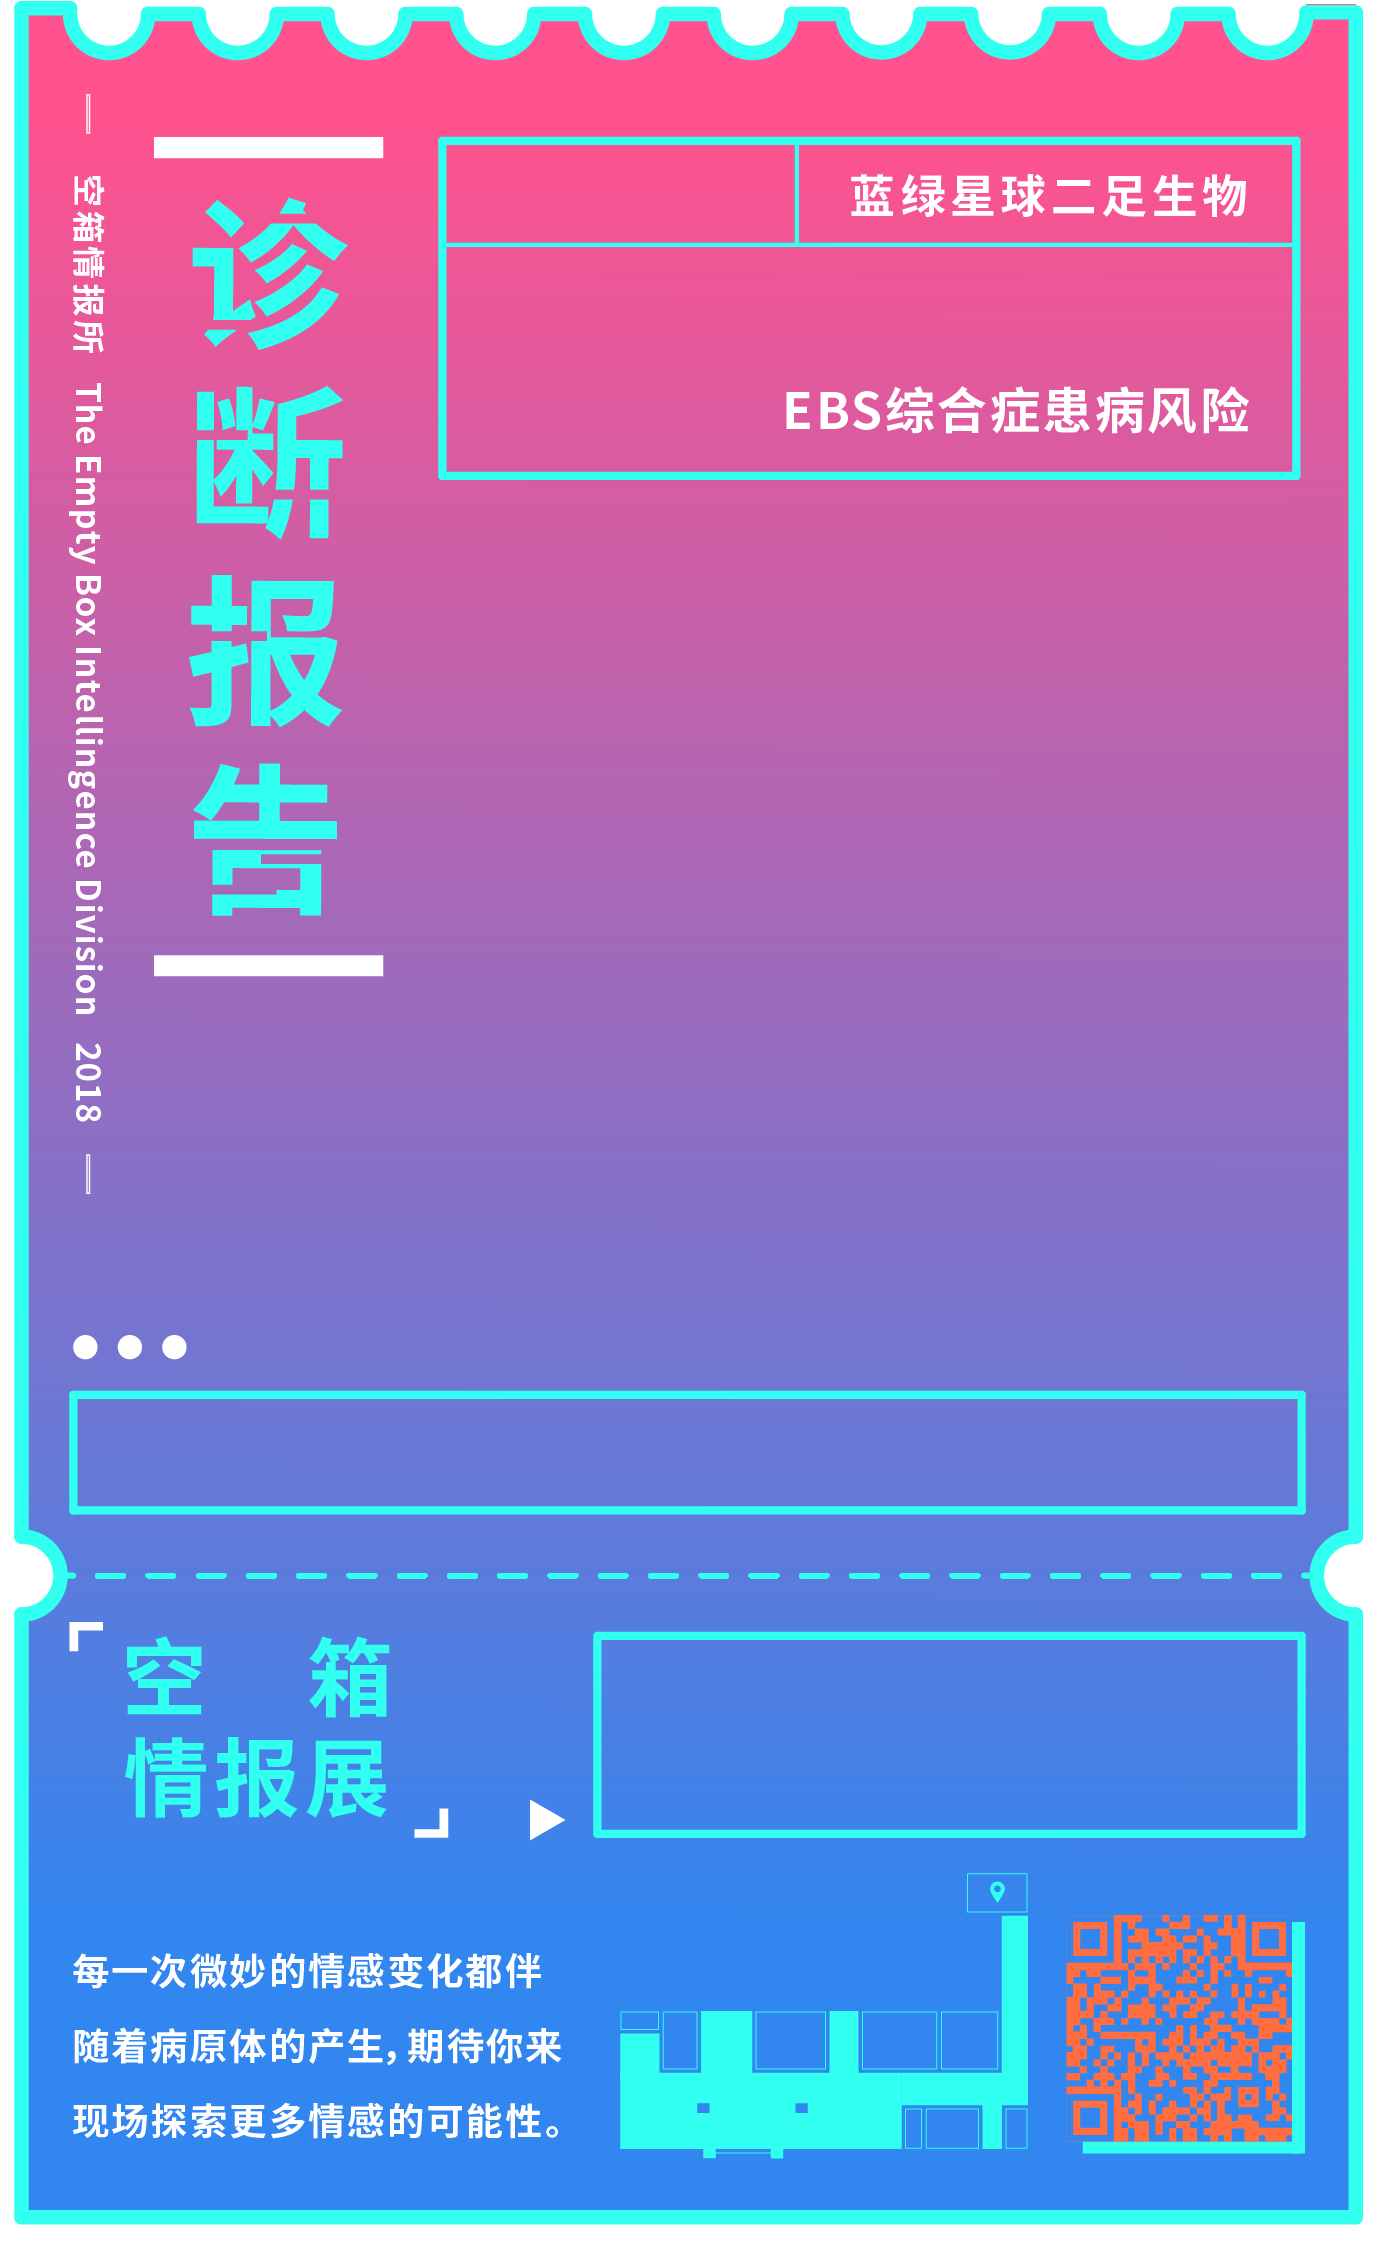 空箱情报所 The Empty Box Intellingence Division 2018
诊断报告
蓝绿星球二足生物
EBS综合症患病风险
空 箱
情报展
每一次微妙的情感变化都伴
随着病原体的产生，期待你来
现场探索更多情感的可能性。